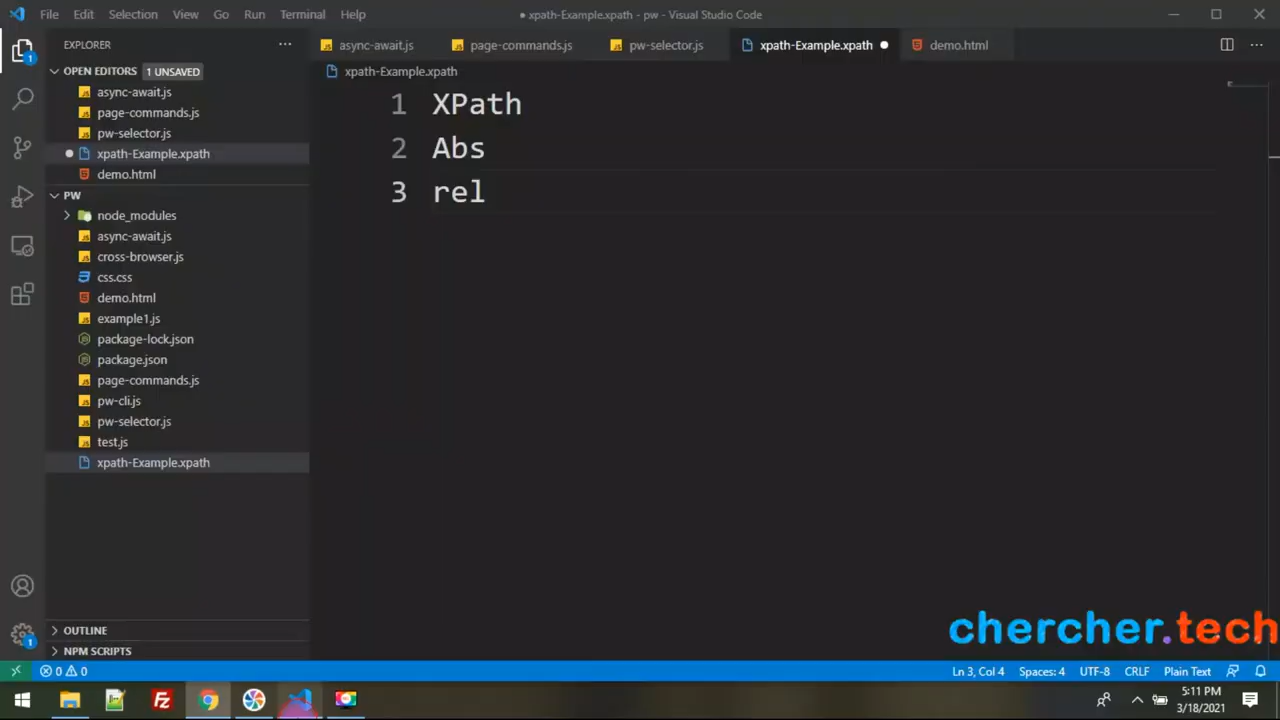 File Edit Selection View Go Run Terminal Help
● xpath-Example.xpath - pw - Visual Studio Code
EXPLORER
async-await.js
page-commands.js
pw-selector.js
xpath-Example.xpath
demo.html
OPEN EDITORS 1 UNSAVED
async-await.js
page-commands.js
pw-selector.js
xpath-Example.xpath
demo.html
PW
node_modules
async-await.js
cross-browser.js
css.css
demo.html
example1.js
package-lock.json
package.json
page-commands.js
pw-cli.js
pw-selector.js
test.js
xpath-Example.xpath
OUTLINE
NPM SCRIPTS
xpath-Example.xpath
1 XPath
2 Abs
3 rel
chercher.tech
0 0
Ln 3, Col 4 Spaces: 4 UTF-8 CRLF Plain Text
5:11 PM
3/18/2021